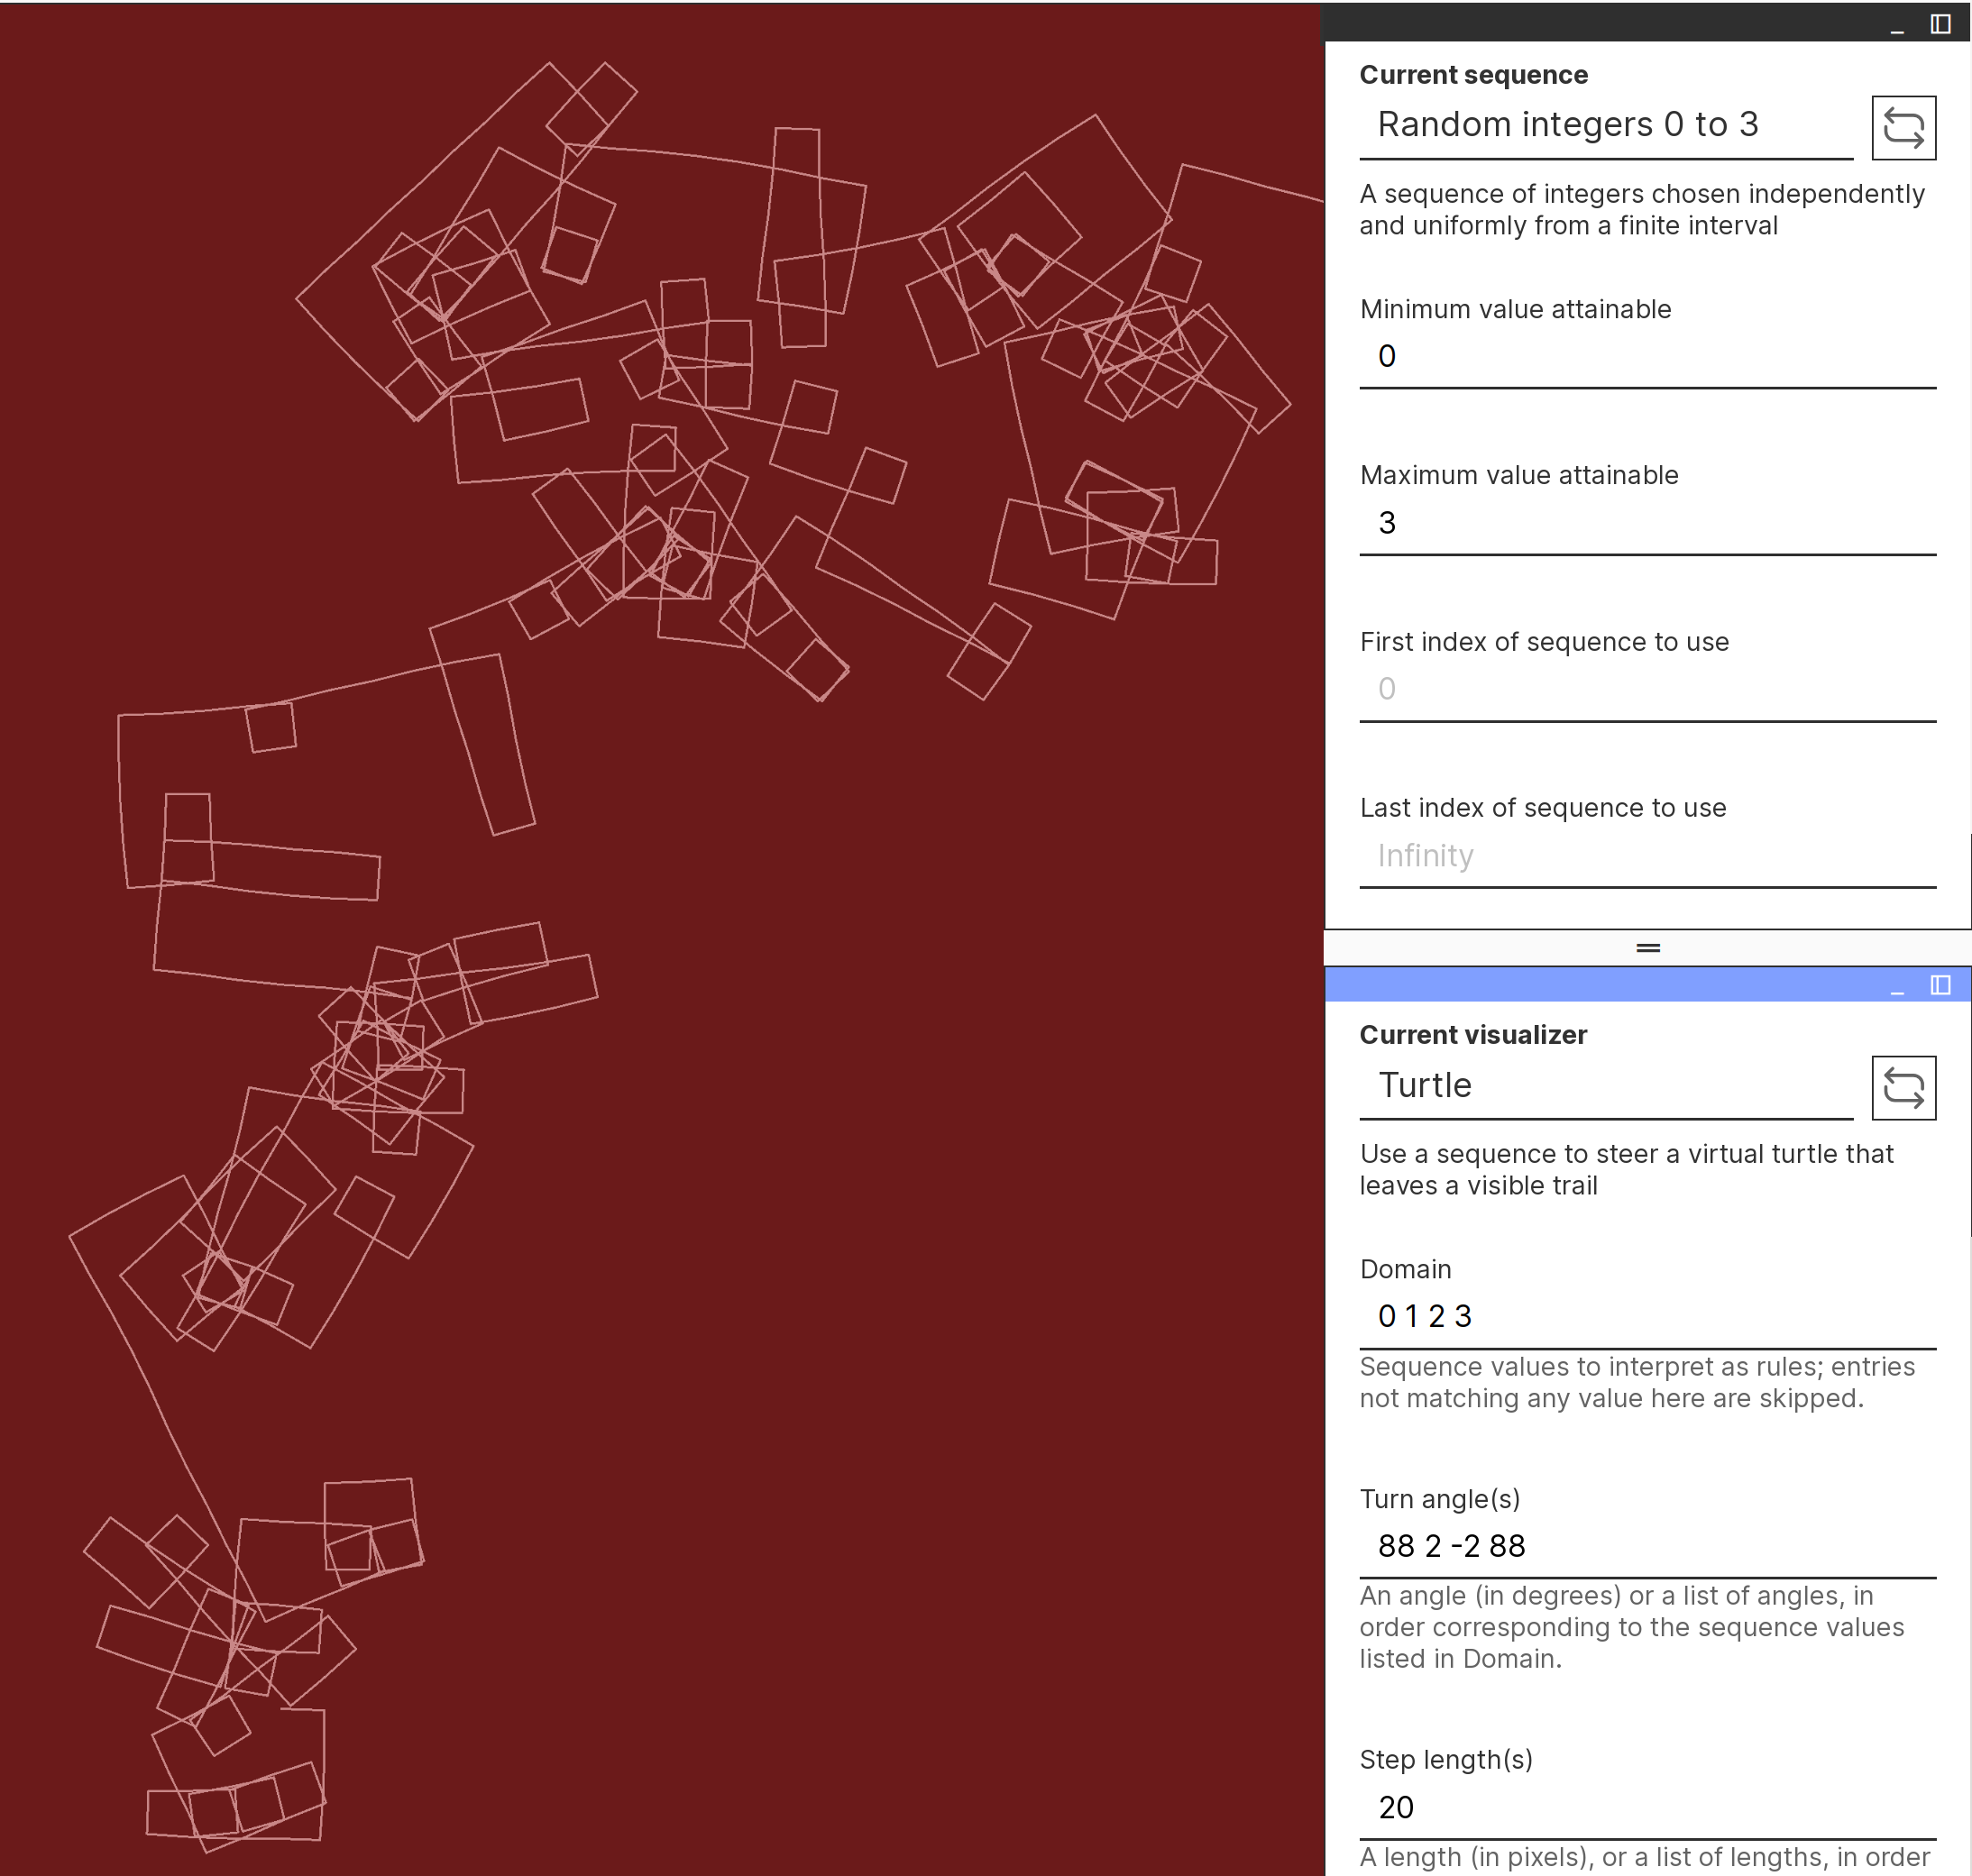 Current sequence
Random integers 0 to 3
A sequence of integers chosen independently
and uniformly from a finite interval
Minimum value attainable
0
Maximum value attainable
3
First index of sequence to use
0
Last index of sequence to use
Infinity
Current visualizer
Turtle
Use a sequence to steer a virtual turtle that
leaves a visible trail
Domain
0 1 2 3
Sequence values to interpret as rules; entries
not matching any value here are skipped.
Turn angle(s)
88 2 -2 88
An angle (in degrees) or a list of angles, in
order corresponding to the sequence values
listed in Domain.
Step length(s)
20
A length (in pixels), or a list of lengths, in order